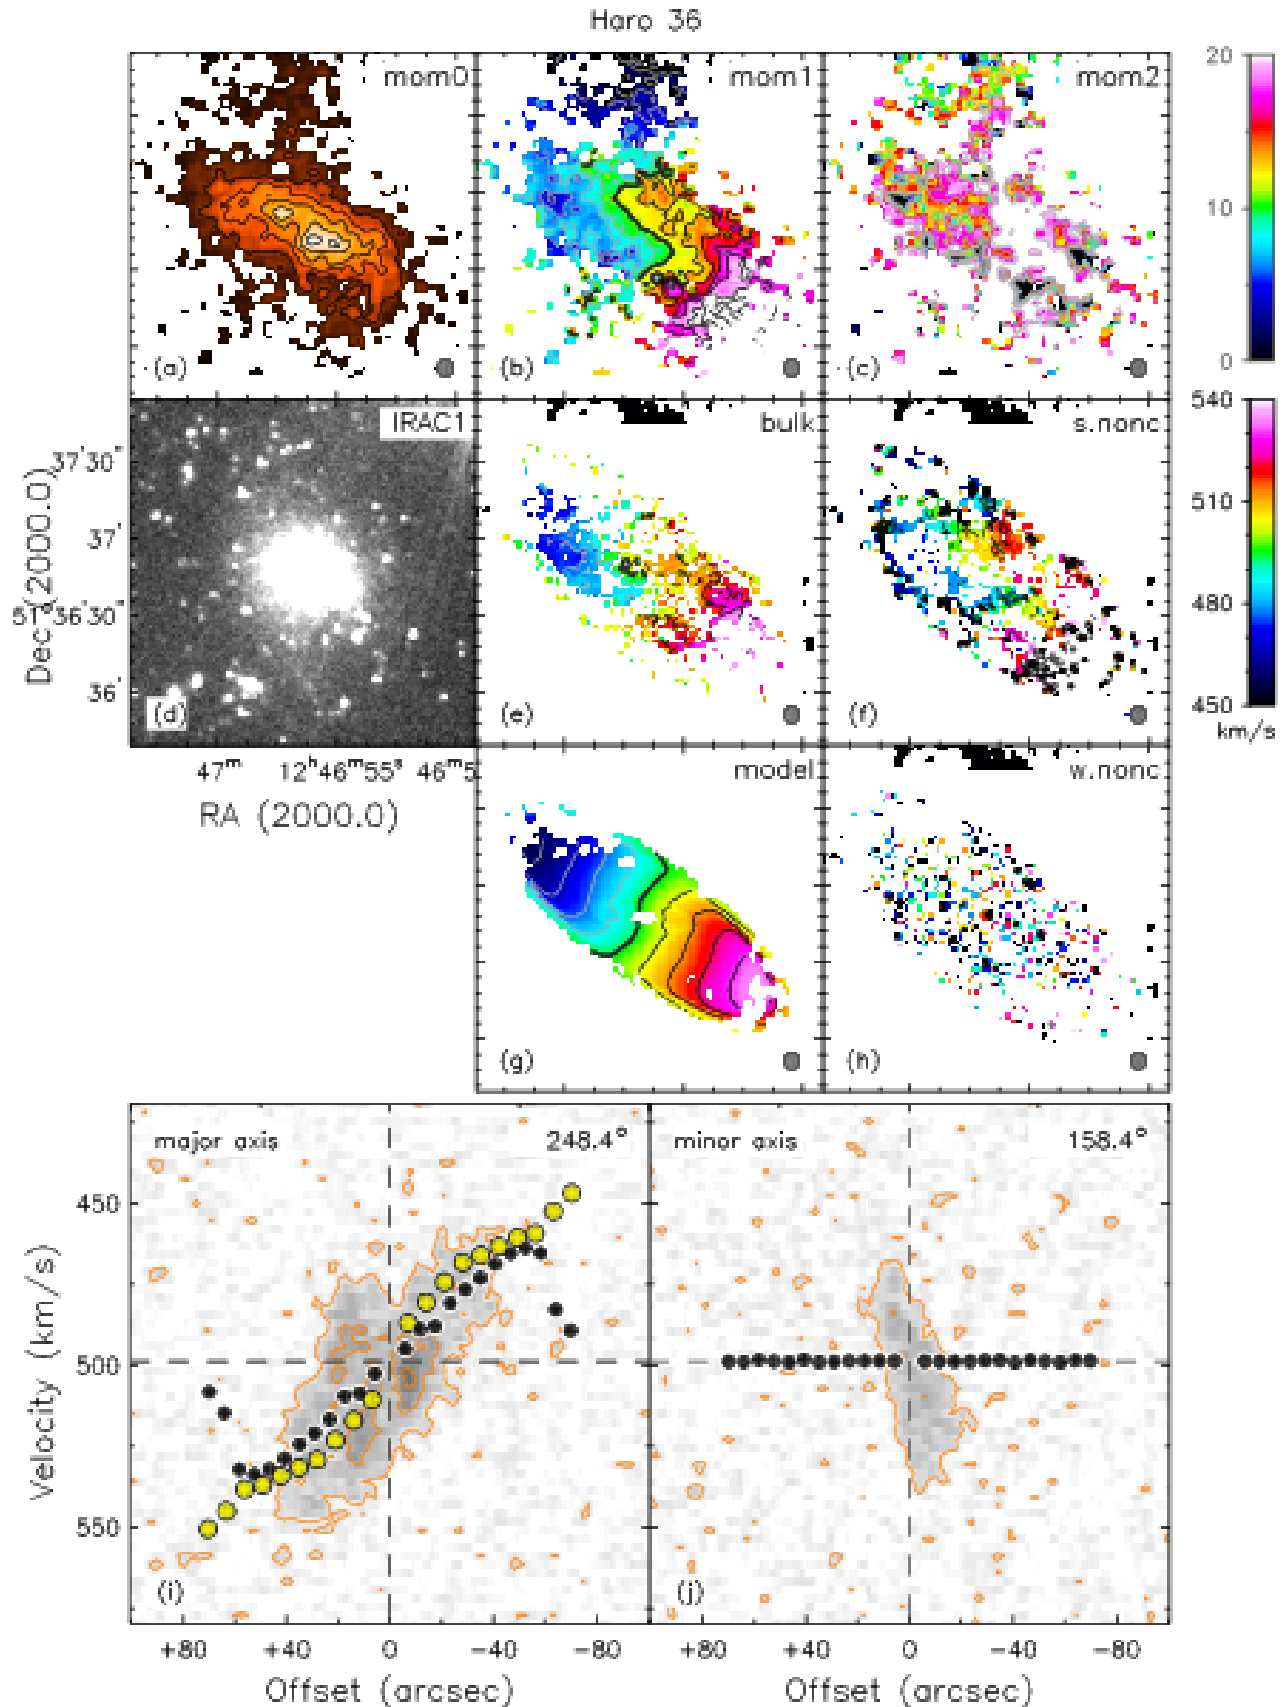 Haro 36
mom0
mom1
mom2
20
10
0
(a)
(b)
(c)
IRAC1
bulk
s.nonc
540
510
480
450
km/s
37'30"
37'
36'30"
36'
Dec (2000.0)
(d)
(e)
(f)
47ᵐ 12ʰ46ᵐ55ˢ 46ᵐ5
RA (2000.0)
model
w.nonc
(g)
(h)
major axis
248.4°
minor axis
158.4°
450
500
550
Velocity (km/s)
(i)
(j)
+80 +40 0 −40 −80
+80 +40 0 −40 −80
Offset (arcsec)
Offset (arcsec)